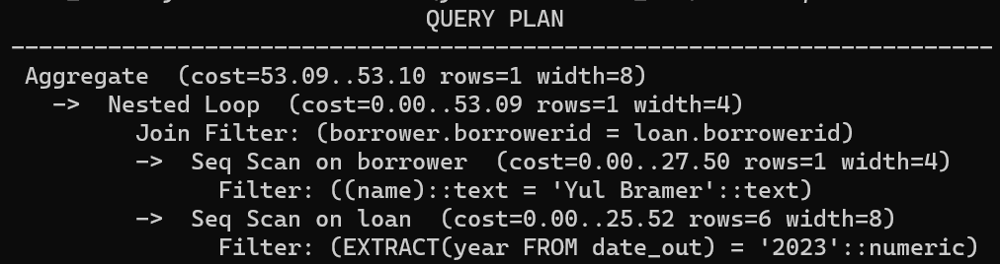 QUERY PLAN
-----------------------------------------------------------------------
Aggregate (cost=53.09..53.10 rows=1 width=8)
-> Nested Loop (cost=0.00..53.09 rows=1 width=4)
Join Filter: (borrower.borrowerid = loan.borrowerid)
-> Seq Scan on borrower (cost=0.00..27.50 rows=1 width=4)
Filter: ((name)::text = 'Yul Bramer'::text)
-> Seq Scan on loan (cost=0.00..25.52 rows=6 width=8)
Filter: (EXTRACT(year FROM date_out) = '2023'::numeric)